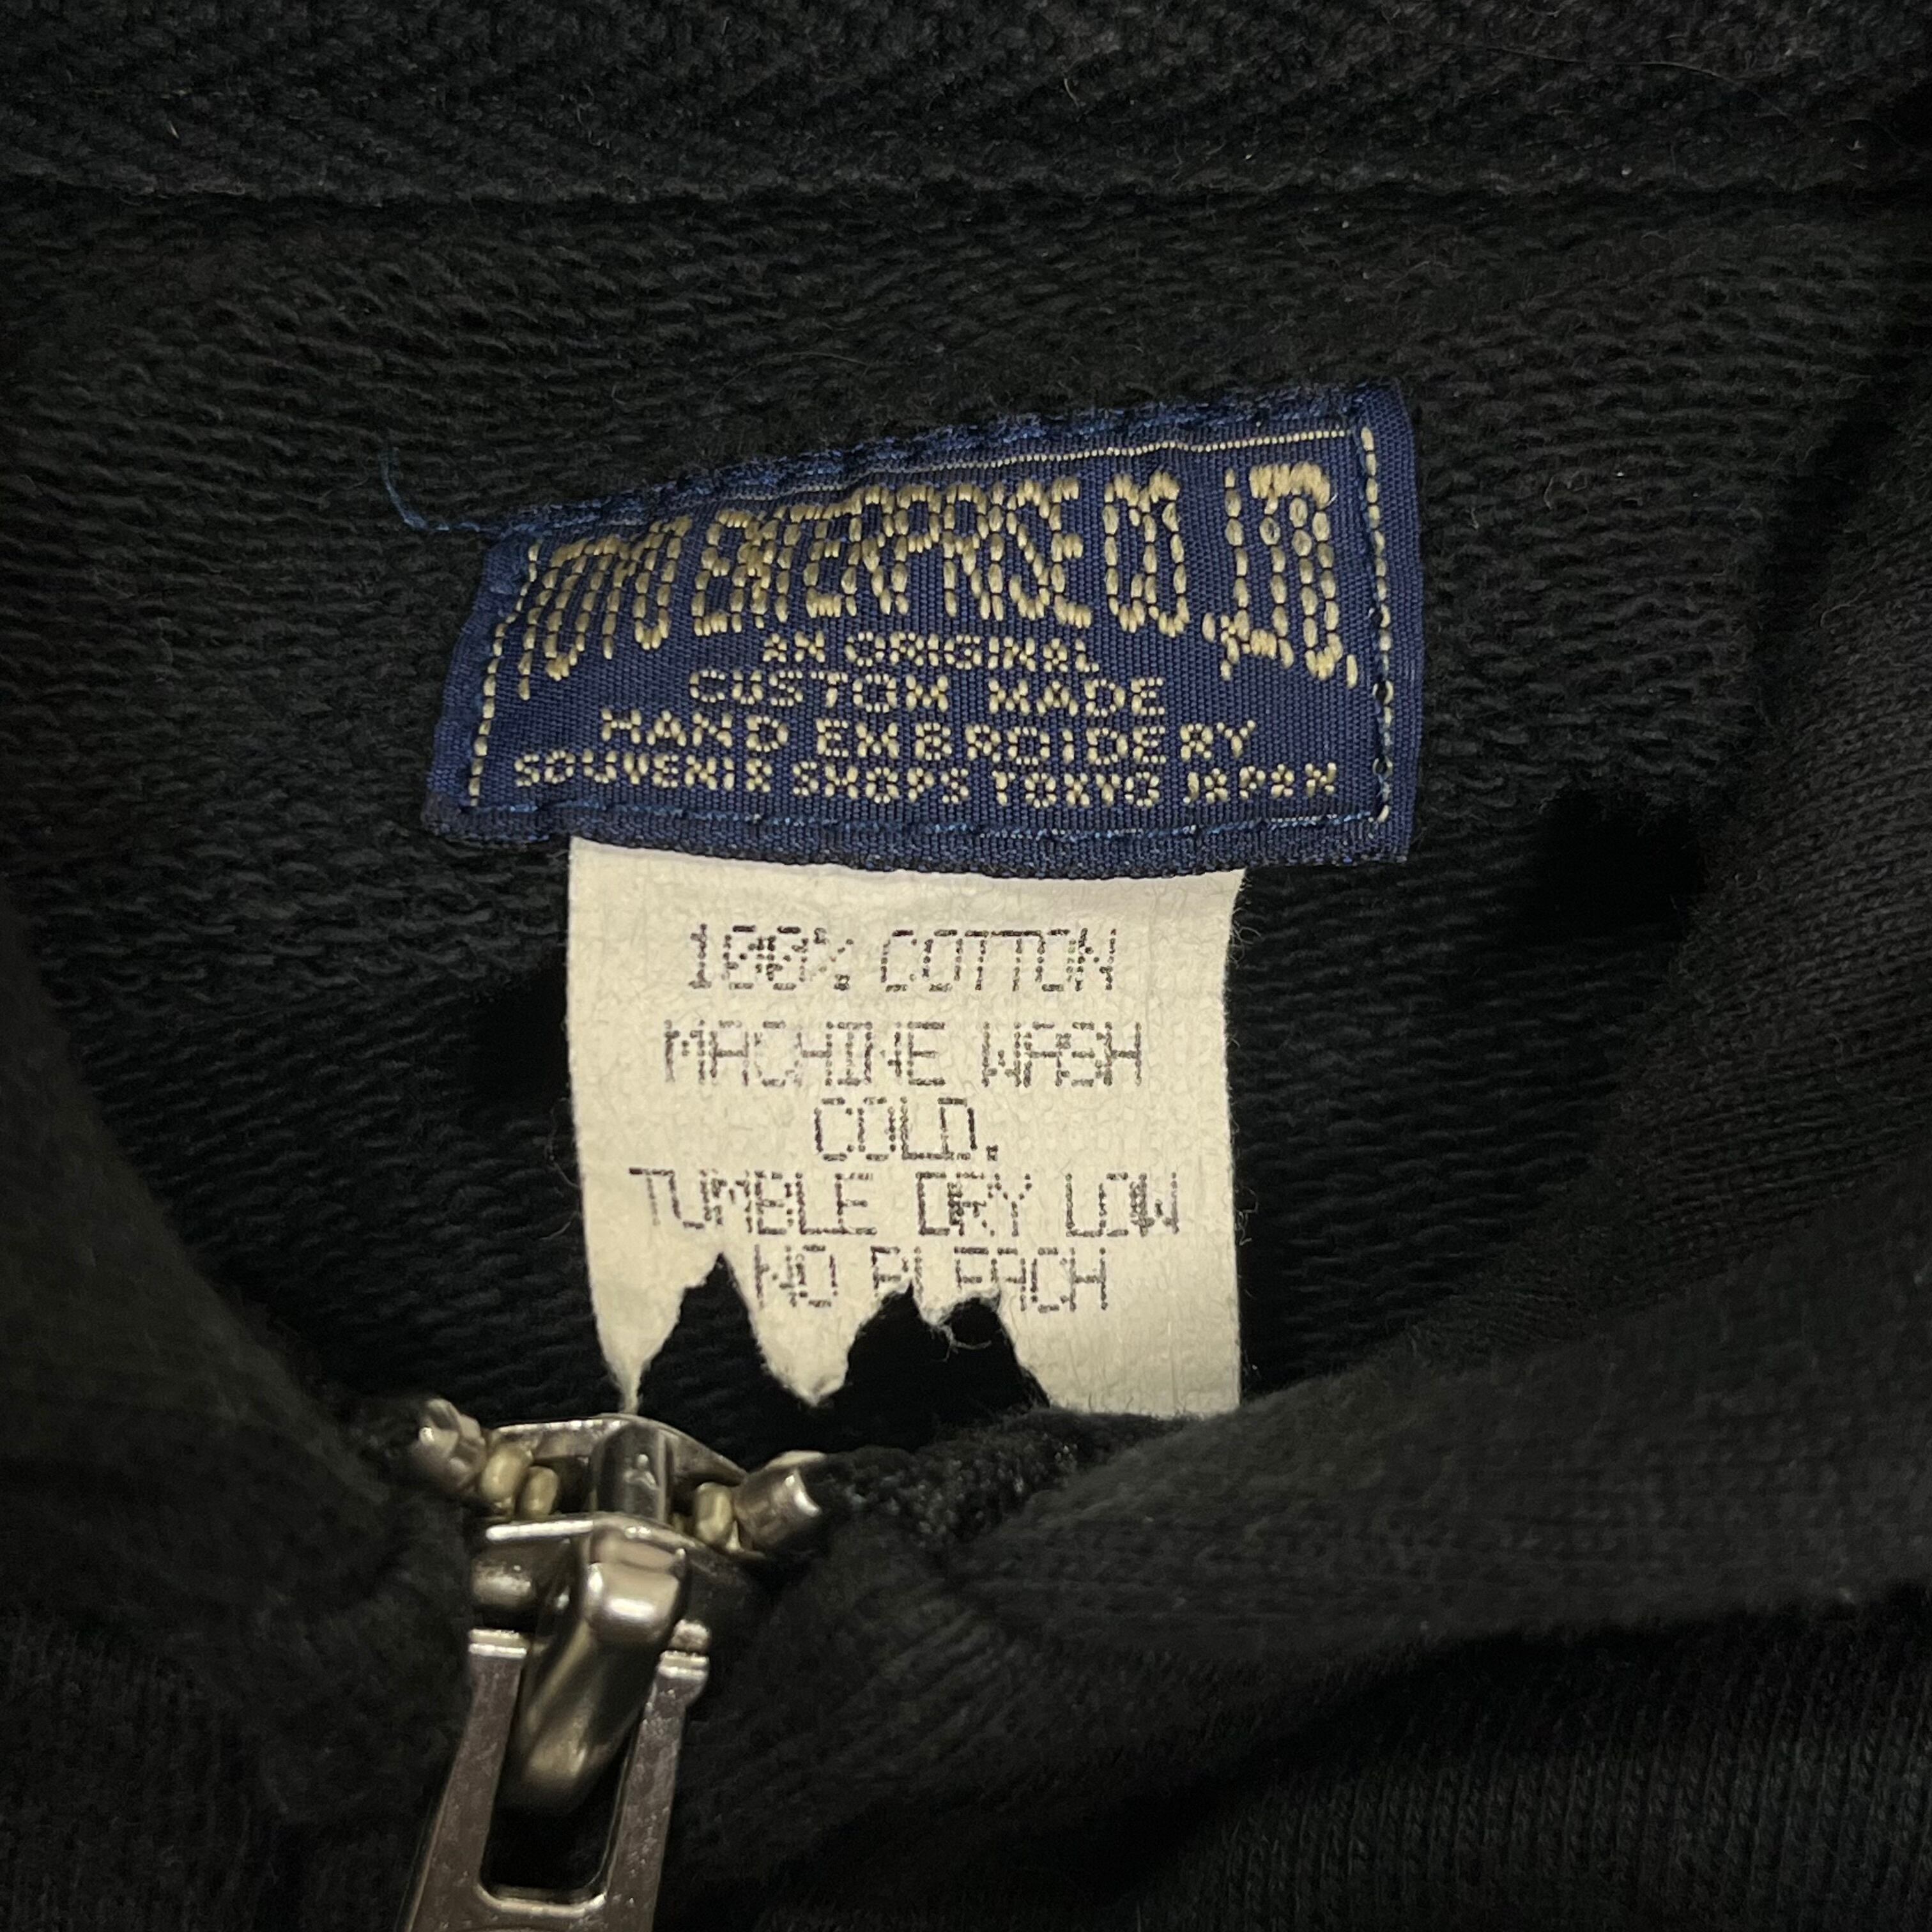 TOYO ENTERPRISE CO.,LTD.
AN ORIGINAL
CUSTOM MADE
HAND EMBROIDERY
SOUVENIR SHOPS TOKYO JAPAN
100% COTTON
MACHINE WASH
COLD.
TUMBLE DRY LOW
NO BLEACH